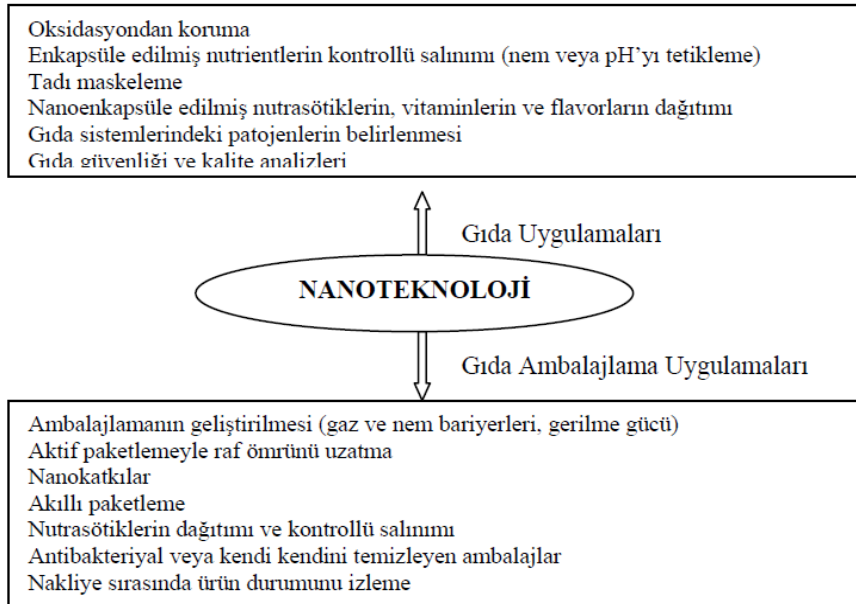 Oksidasyondan koruma
Enkapsüle edilmiş nutrientlerin kontrollü salınımı (nem veya pH’yı tetikleme)
Tadı maskeleme
Nanoenkapsüle edilmiş nutrasötiklerin, vitaminlerin ve flavorların dağıtımı
Gıda sistemlerindeki patojenlerin belirlenmesi
Gıda güvenliği ve kalite analizleri
Gıda Uygulamaları
NANOTEKNOLOJİ
Gıda Ambalajlama Uygulamaları
Ambalajlamanın geliştirilmesi (gaz ve nem bariyerleri, gerilme gücü)
Aktif paketlemeyle raf ömrünü uzatma
Nanokatkılar
Akıllı paketleme
Nutrasötiklerin dağıtımı ve kontrollü salınımı
Antibakteriyal veya kendi kendini temizleyen ambalajlar
Nakliye sırasında ürün durumunu izleme